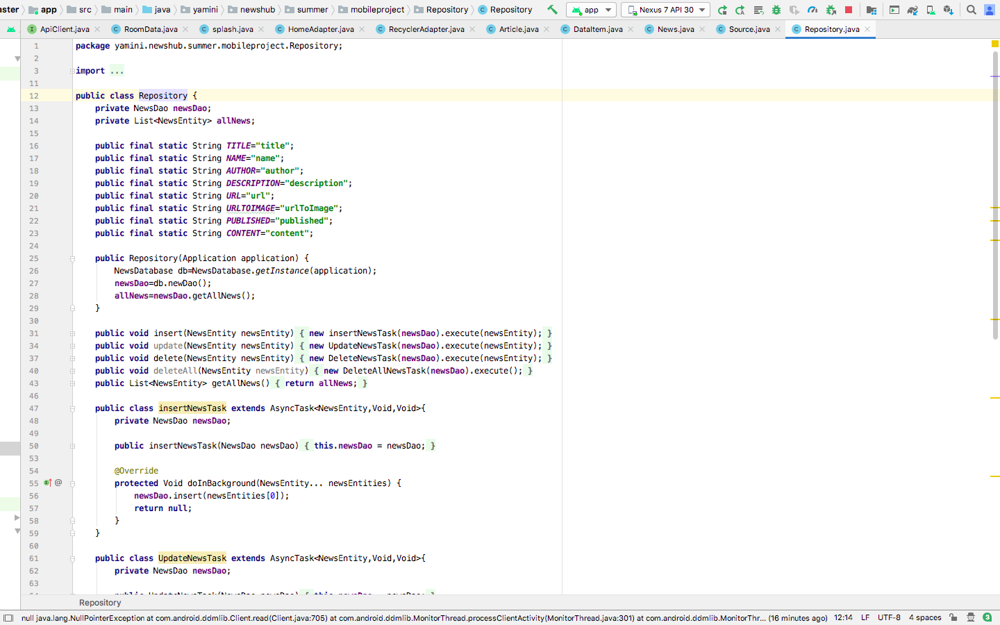 aster app src main java yamini newshub summer mobileproject Repository Repository app Nexus 7 API 30
ApiClient.java RoomData.java splash.java HomeAdapter.java RecyclerAdapter.java Article.java DataItem.java News.java Source.java Repository.java
1 package yamini.newshub.summer.mobileproject.Repository;
2
3 import ...
11
12 public class Repository {
13 private NewsDao newsDao;
14 private List<NewsEntity> allNews;
15
16 public final static String TITLE="title";
17 public final static String NAME="name";
18 public final static String AUTHOR="author";
19 public final static String DESCRIPTION="description";
20 public final static String URL="url";
21 public final static String URLTOIMAGE="urlToImage";
22 public final static String PUBLISHED="published";
23 public final static String CONTENT="content";
24
25 public Repository(Application application) {
26 NewsDatabase db=NewsDatabase.getInstance(application);
27 newsDao=db.newDao();
28 allNews=newsDao.getAllNews();
29 }
30
31 public void insert(NewsEntity newsEntity) { new insertNewsTask(newsDao).execute(newsEntity); }
34 public void update(NewsEntity newsEntity) { new UpdateNewsTask(newsDao).execute(newsEntity); }
37 public void delete(NewsEntity newsEntity) { new DeleteNewsTask(newsDao).execute(newsEntity); }
40 public void deleteAll(NewsEntity newsEntity) { new DeleteAllNewsTask(newsDao).execute(); }
43 public List<NewsEntity> getAllNews() { return allNews; }
46
47 public class insertNewsTask extends AsyncTask<NewsEntity,Void,Void>{
48 private NewsDao newsDao;
49
50 public insertNewsTask(NewsDao newsDao) { this.newsDao = newsDao; }
53
54 @Override
55 @ protected Void doInBackground(NewsEntity... newsEntities) {
56 newsDao.insert(newsEntities[0]);
57 return null;
58 }
59 }
60
61 public class UpdateNewsTask extends AsyncTask<NewsEntity,Void,Void>{
62 private NewsDao newsDao;
63
64 public UpdateNewsTask(NewsDao newsDao) { this.newsDao = newsDao; }
Repository
null java.lang.NullPointerException at com.android.ddmlib.Client.read(Client.java:705) at com.android.ddmlib.MonitorThread.processClientActivity(MonitorThread.java:301) at com.android.ddmlib.MonitorThr... (16 minutes ago) 12:14 LF UTF-8 4 spaces 3